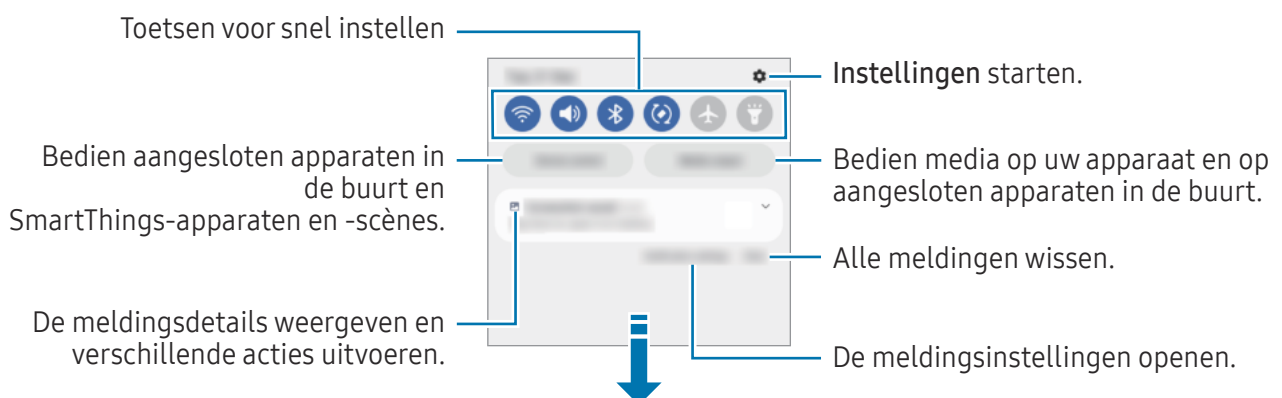 Toetsen voor snel instellen
Instellingen starten.
Bedien aangesloten apparaten in
de buurt en
SmartThings-apparaten en -scènes.
Bedien media op uw apparaat en op
aangesloten apparaten in de buurt.
Alle meldingen wissen.
De meldingsdetails weergeven en
verschillende acties uitvoeren.
De meldingsinstellingen openen.